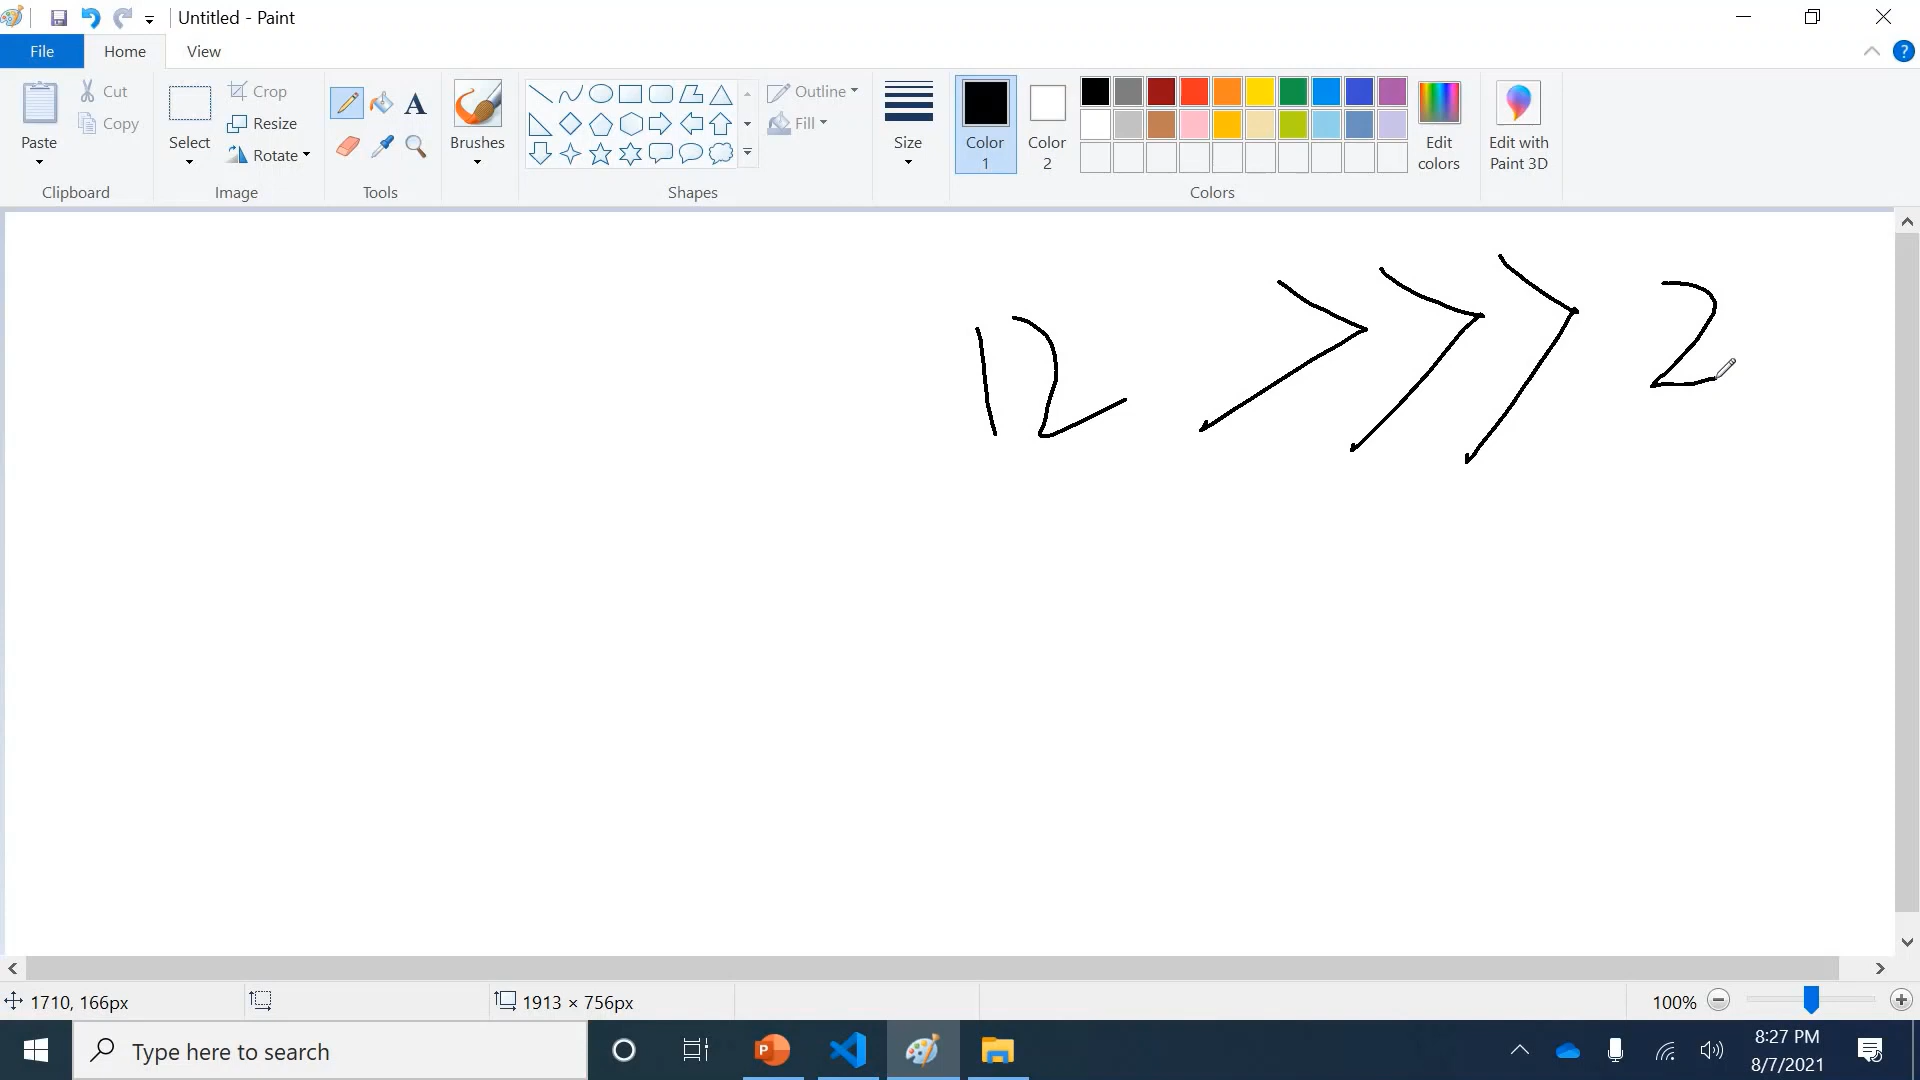 Untitled - Paint
File
Home
View
Paste
Cut
Copy
Clipboard
Select
Crop
Resize
Rotate
Image
A
Tools
Brushes
Shapes
Outline
Fill
Size
Color 1
Color 2
Colors
Edit colors
Edit with Paint 3D
?
12 >>> 2
1710, 166px
1913 × 756px
100%
Type here to search
P
8:27 PM
8/7/2021